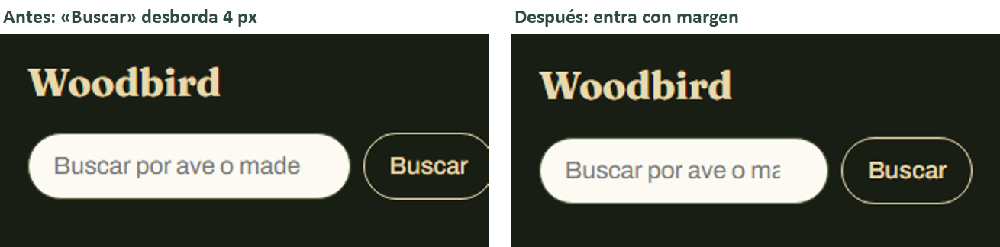 Antes: «Buscar» desborda 4 px
Woodbird
Buscar por ave o made
Buscar
Después: entra con margen
Woodbird
Buscar por ave o ma
Buscar